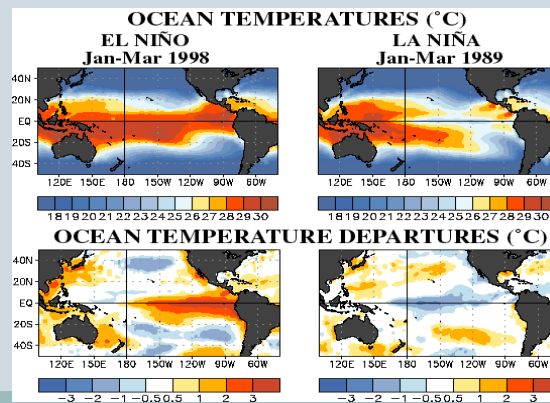 OCEAN TEMPERATURES (°C)
EL NIÑO
Jan-Mar 1998
LA NIÑA
Jan-Mar 1989
40N
20N
EQ
20S
40S
120E 150E 180 150W 120W 90W 60W
120E 150E 180 150W 120W 90W 60W
18 19 20 21 22 23 24 25 26 27 28 29 30
18 19 20 21 22 23 24 25 26 27 28 29 30
OCEAN TEMPERATURE DEPARTURES (°C)
40N
20N
EQ
20S
40S
120E 150E 180 150W 120W 90W 60W
120E 150E 180 150W 120W 90W 60W
-3 -2 -1 -0.5 0.5 1 2 3
-3 -2 -1 -0.5 0.5 1 2 3